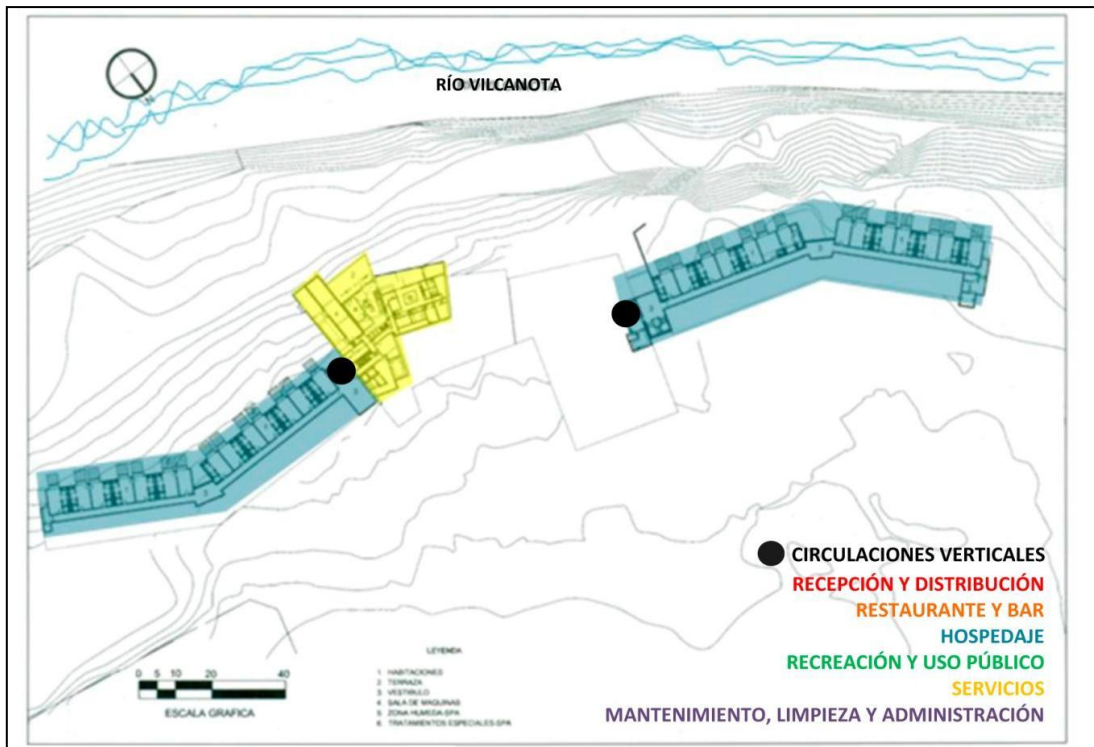 N
RÍO VILCANOTA
CIRCULACIONES VERTICALES
RECEPCIÓN Y DISTRIBUCIÓN
RESTAURANTE Y BAR
HOSPEDAJE
RECREACIÓN Y USO PÚBLICO
SERVICIOS
MANTENIMIENTO, LIMPIEZA Y ADMINISTRACIÓN
LEYENDA
1. HABITACIONES
2. TERRAZA
3. VESTIBULO
4. SALA DE MAQUINAS
5. ZONA HUMEDA-SPA
6. TRATAMIENTOS ESPECIALES-SPA
0 5 10 20 40
ESCALA GRAFICA